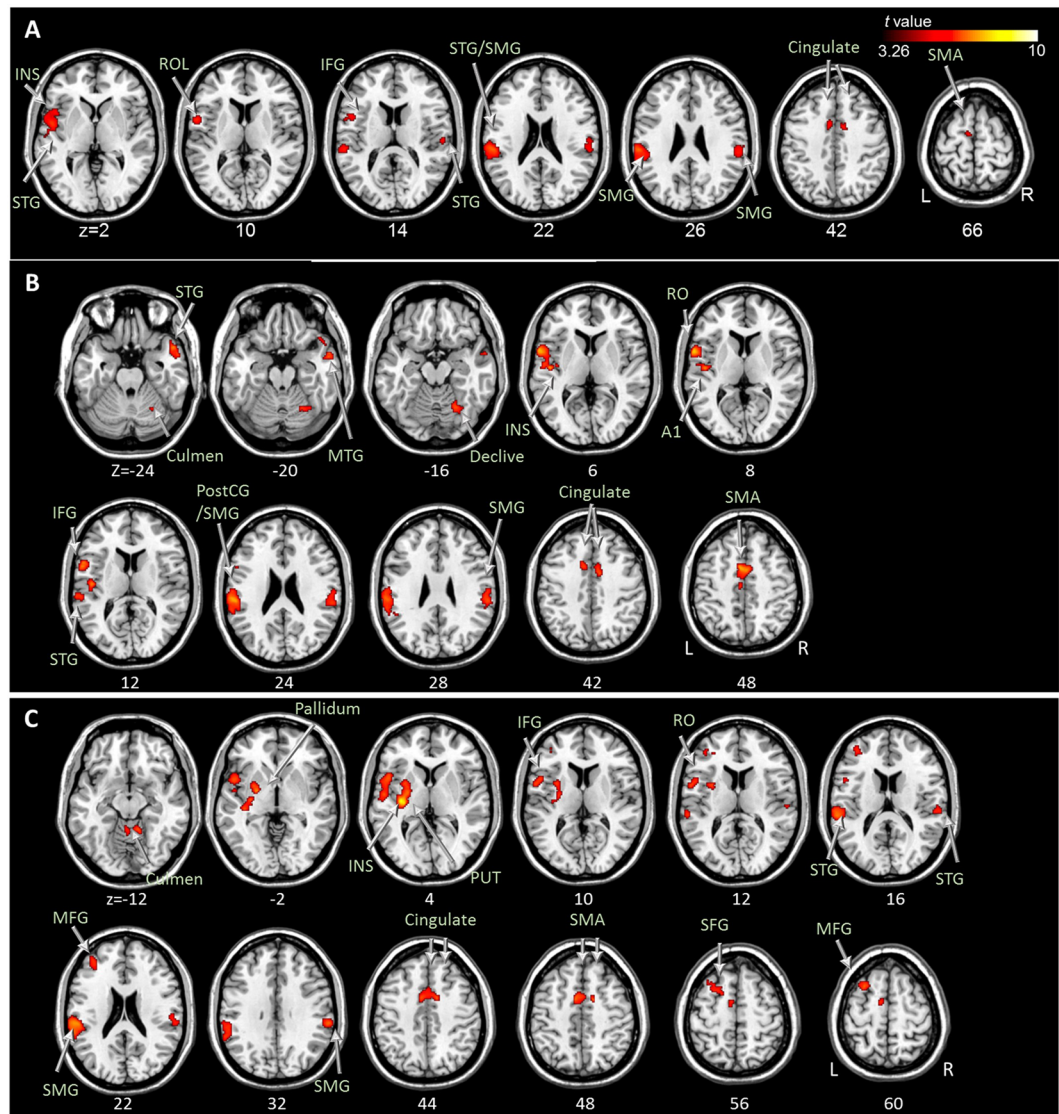 A
t value
3.26 10
INS
ROL
IFG
STG/SMG
Cingulate
SMA
STG
STG
SMG
SMG
L R
z=2 10 14 22 26 42 66
B
STG
RO
INS
A1
Culmen
MTG
Declive
Z=-24 -20 -16 6 8
IFG
PostCG
/SMG
SMG
Cingulate
SMA
STG
L R
12 24 28 42 48
C
Pallidum
IFG
RO
Culmen
INS
PUT
STG
STG
z=-12 -2 4 10 12 16
MFG
Cingulate
SMA
SFG
MFG
SMG
SMG
L R
22 32 44 48 56 60